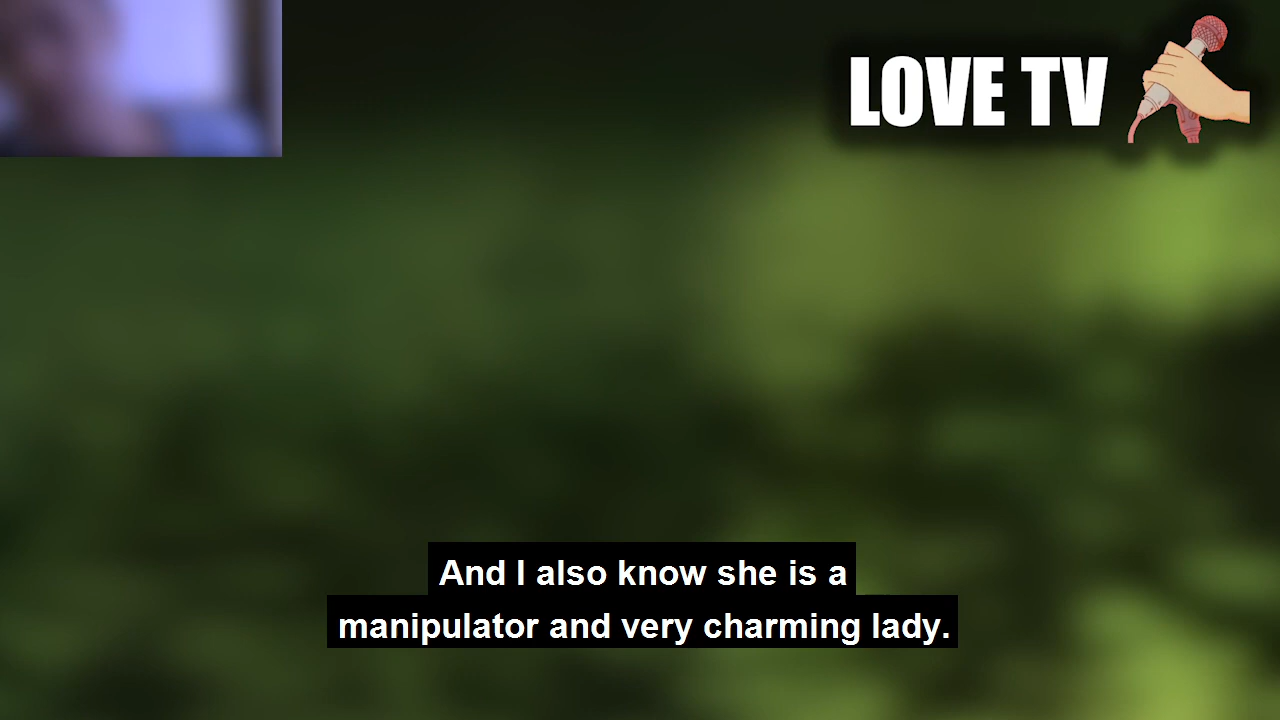 LOVE TV
And I also know she is a
manipulator and very charming lady.